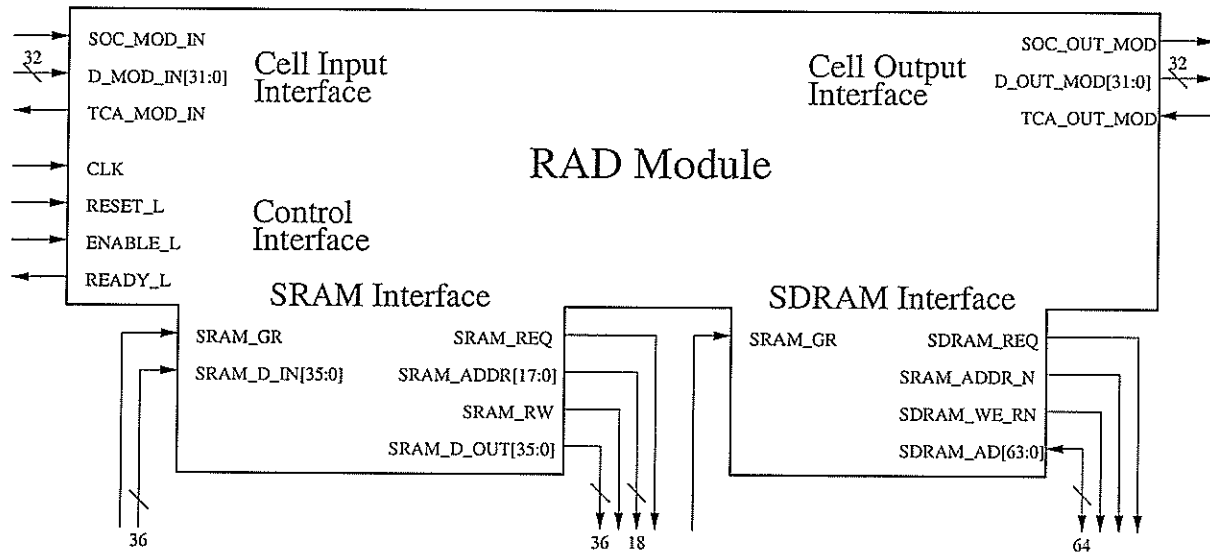 SOC_MOD_IN
32
D_MOD_IN[31:0]
TCA_MOD_IN
Cell Input
Interface
CLK
RESET_L
ENABLE_L
READY_L
Control
Interface
RAD Module
Cell Output
Interface
SOC_OUT_MOD
32
D_OUT_MOD[31:0]
TCA_OUT_MOD
SRAM Interface
SRAM_GR
SRAM_D_IN[35:0]
SRAM_REQ
SRAM_ADDR[17:0]
SRAM_RW
SRAM_D_OUT[35:0]
36
36
18
SDRAM Interface
SRAM_GR
SDRAM_REQ
SRAM_ADDR_N
SDRAM_WE_RN
SDRAM_AD[63:0]
64